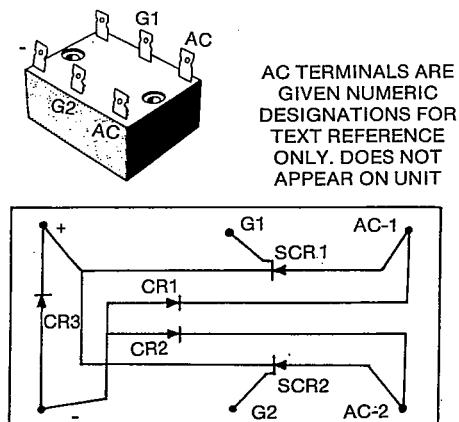 G1
AC
-
G2
AC
AC TERMINALS ARE
GIVEN NUMERIC
DESIGNATIONS FOR
TEXT REFERENCE
ONLY. DOES NOT
APPEAR ON UNIT
+
G1
AC-1
SCR1
CR1
CR3
CR2
SCR2
-
G2
AC-2